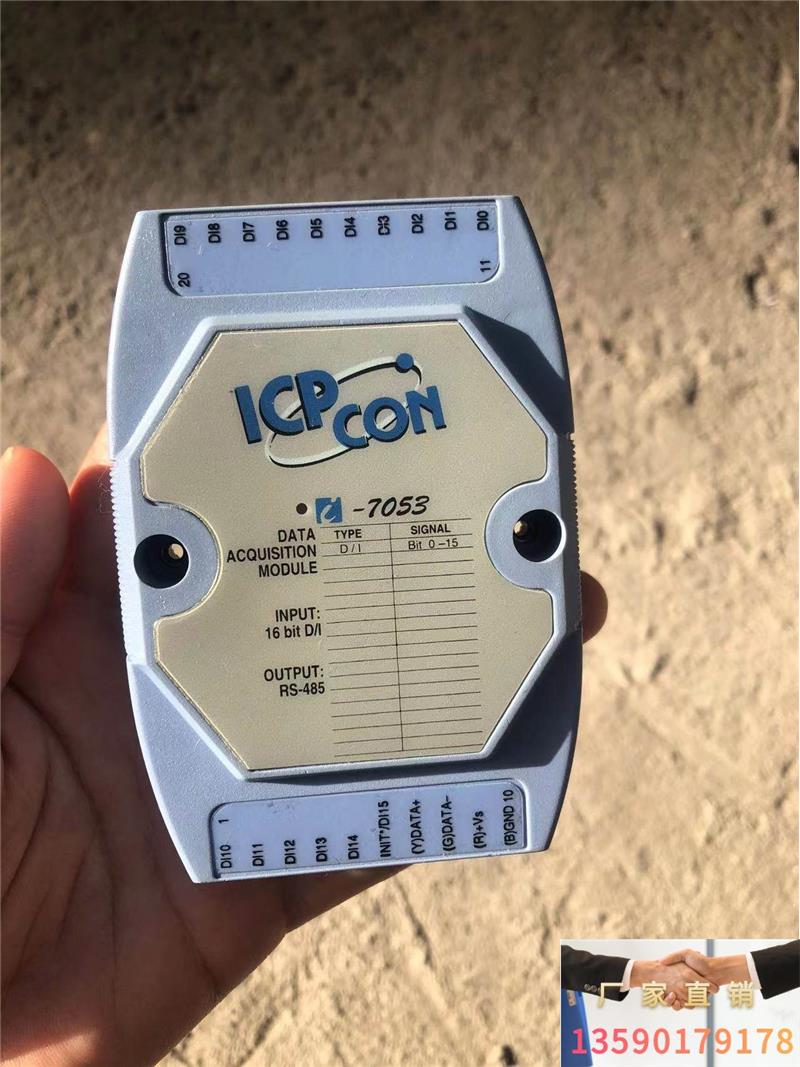 DI9 DI8 DI7 DI6 DI5 DI4 DI3 DI2 DI1 DI0
20 11
ICP CON
i -7053
DATA ACQUISITION MODULE
TYPE SIGNAL
D/I Bit 0-15
INPUT:
16 bit D/I
OUTPUT:
RS-485
1 10
DI10 DI11 DI12 DI13 DI14 INIT*/DI15 (Y)DATA+ (G)DATA- (R)+Vs (B)GND
厂家直销
13590179178